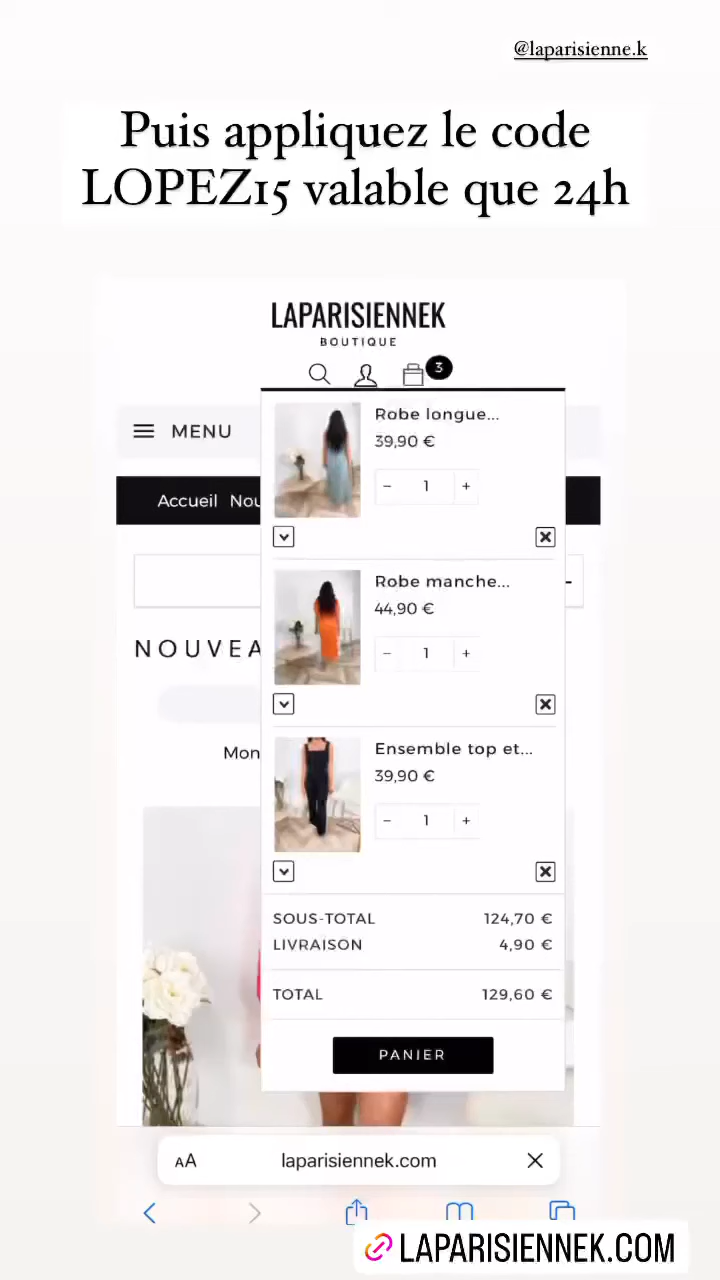 @laparisienne.k
Puis appliquez le code
LOPEZ15 valable que 24h
LAPARISIENNEK
BOUTIQUE
3
MENU
Accueil Nou
Robe longue...
39,90 €
− 1 +
Robe manche...
44,90 €
− 1 +
NOUVEA
Mon
Ensemble top et...
39,90 €
− 1 +
SOUS-TOTAL 124,70 €
LIVRAISON 4,90 €
TOTAL 129,60 €
PANIER
AA laparisiennek.com
LAPARISIENNEK.COM